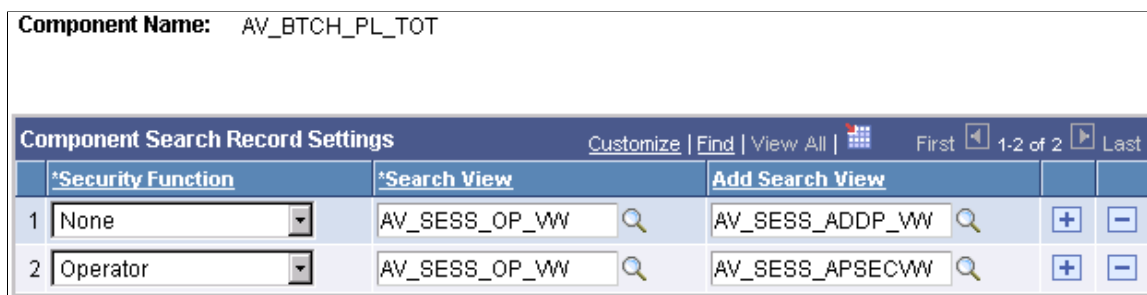 Component Name: AV_BTCH_PL_TOT
Component Search Record Settings Customize | Find | View All | First 1-2 of 2 Last
*Security Function *Search View Add Search View
1 None AV_SESS_OP_VW AV_SESS_ADDP_VW
2 Operator AV_SESS_OP_VW AV_SESS_APSECVW